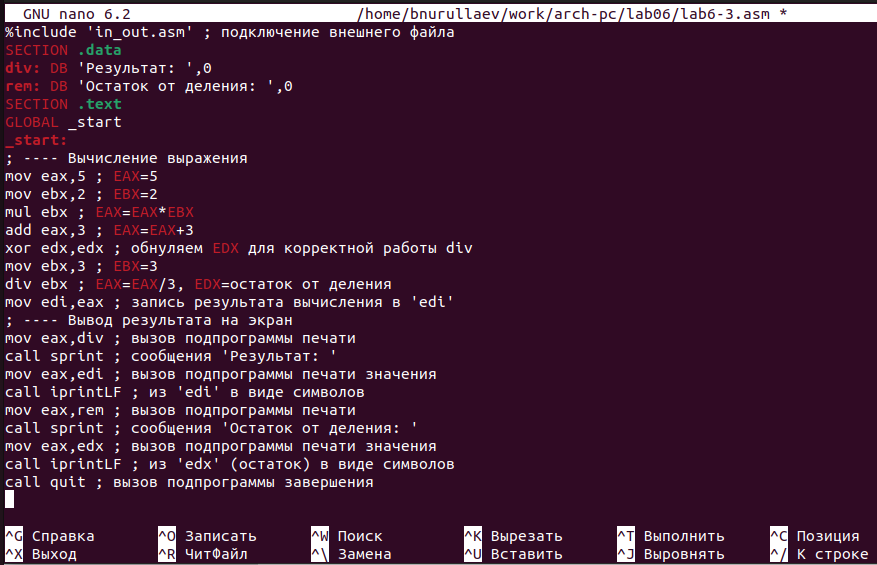 GNU nano 6.2 /home/bnurullaev/work/arch-pc/lab06/lab6-3.asm *
%include 'in_out.asm' ; подключение внешнего файла
SECTION .data
div: DB 'Результат: ',0
rem: DB 'Остаток от деления: ',0
SECTION .text
GLOBAL _start
_start:
; ---- Вычисление выражения
mov eax,5 ; EAX=5
mov ebx,2 ; EBX=2
mul ebx ; EAX=EAX*EBX
add eax,3 ; EAX=EAX+3
xor edx,edx ; обнуляем EDX для корректной работы div
mov ebx,3 ; EBX=3
div ebx ; EAX=EAX/3, EDX=остаток от деления
mov edi,eax ; запись результата вычисления в 'edi'
; ---- Вывод результата на экран
mov eax,div ; вызов подпрограммы печати
call sprint ; сообщения 'Результат: '
mov eax,edi ; вызов подпрограммы печати значения
call iprintLF ; из 'edi' в виде символов
mov eax,rem ; вызов подпрограммы печати
call sprint ; сообщения 'Остаток от деления: '
mov eax,edx ; вызов подпрограммы печати значения
call iprintLF ; из 'edx' (остаток) в виде символов
call quit ; вызов подпрограммы завершения
^G Справка ^O Записать ^W Поиск ^K Вырезать ^T Выполнить ^C Позиция
^X Выход ^R ЧитФайл ^\ Замена ^U Вставить ^J Выровнять ^/ К строке